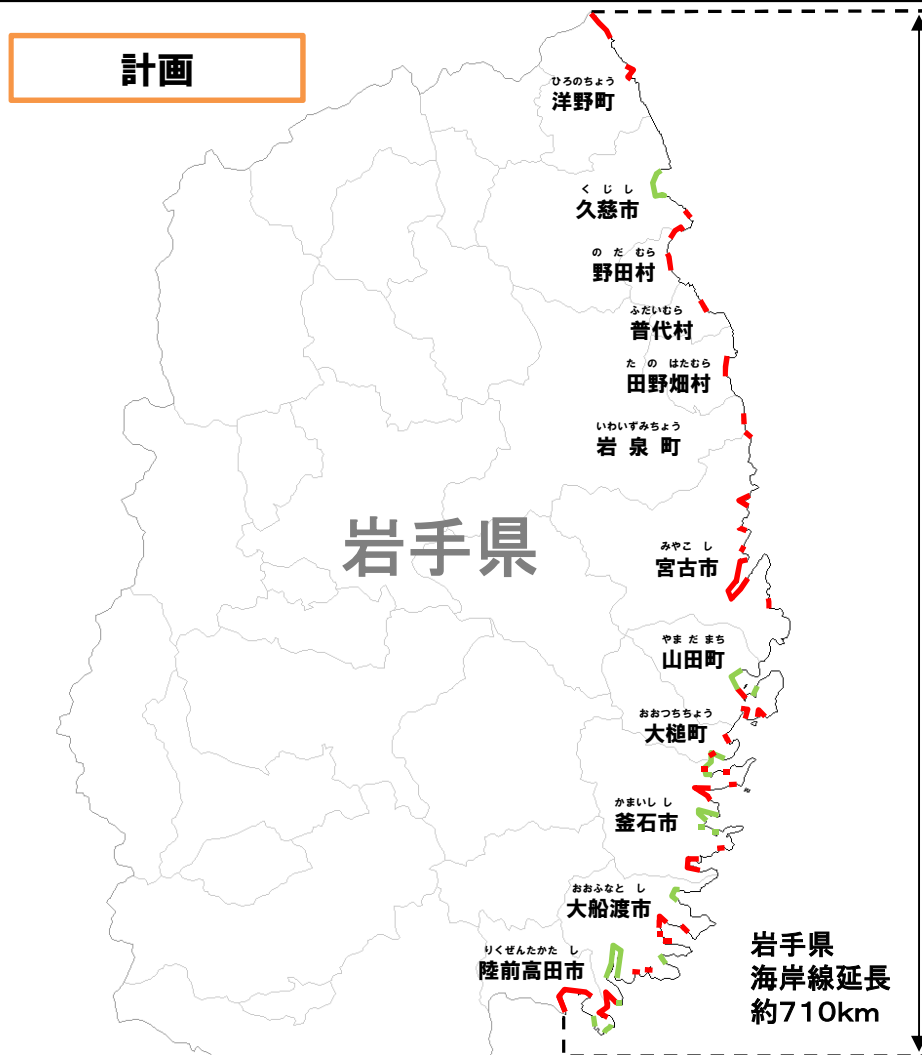 計画
ひろのちょう
洋野町
く じ し
久慈市
の だ むら
野田村
ふだいむら
普代村
た の はたむら
田野畑村
いわいずみちょう
岩 泉 町
岩手県
みやこ し
宮古市
やま だ まち
山田町
おおつちちょう
大槌町
かまいし し
釜石市
おおふなと し
大船渡市
りくぜんたかた し
陸前高田市
岩手県
海岸線延長
約710km